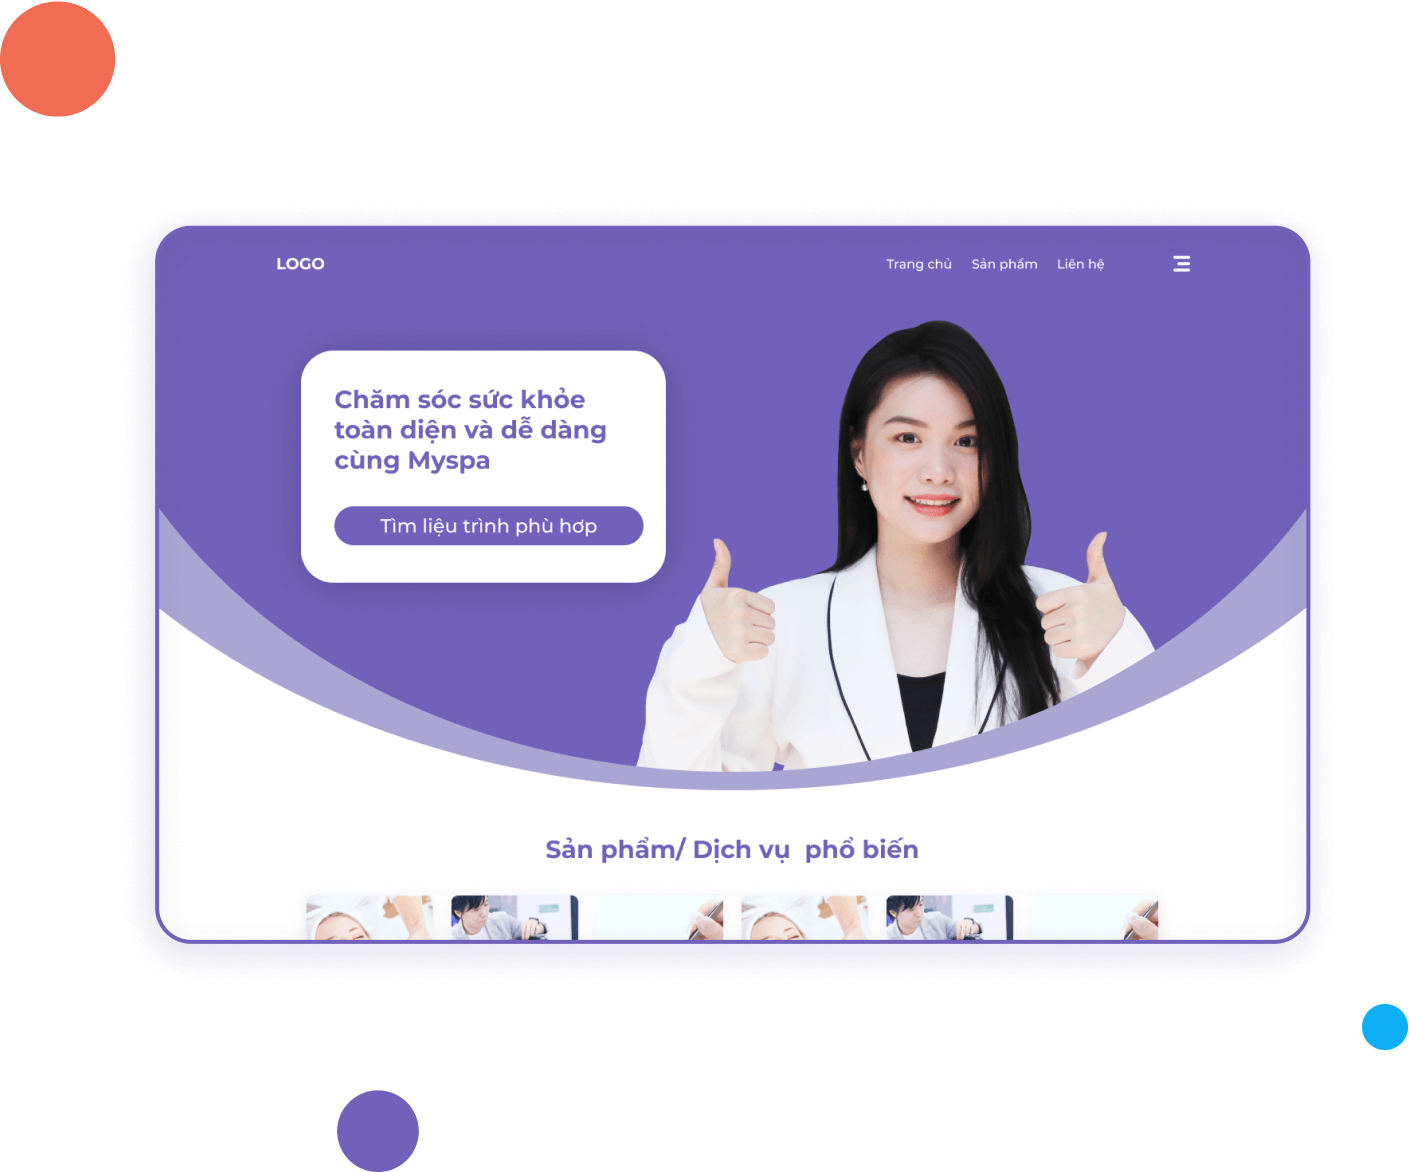 LOGO
Trang chủ
Sản phẩm
Liên hệ
Chăm sóc sức khỏe
toàn diện và dễ dàng
cùng Myspa
Tìm liệu trình phù hơp
Sản phẩm/ Dịch vụ  phổ biến